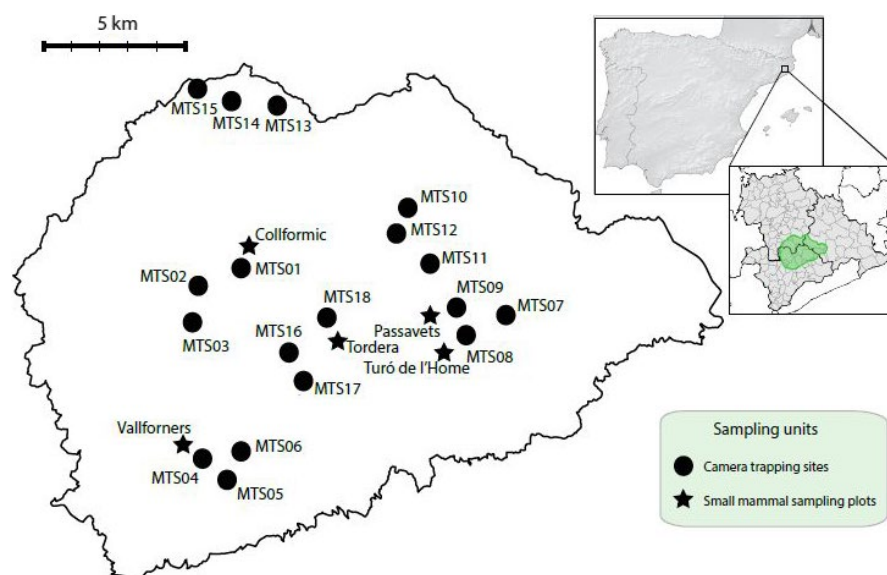 5 km
MTS15
MTS14
MTS13
MTS10
MTS12
Collformic
MTS01
MTS11
MTS02
MTS18
MTS09
MTS07
MTS03
MTS16
Passavets
Tordera
MTS08
Turó de l'Home
MTS17
Vallforners
MTS06
MTS04
MTS05
Sampling units
Camera trapping sites
Small mammal sampling plots